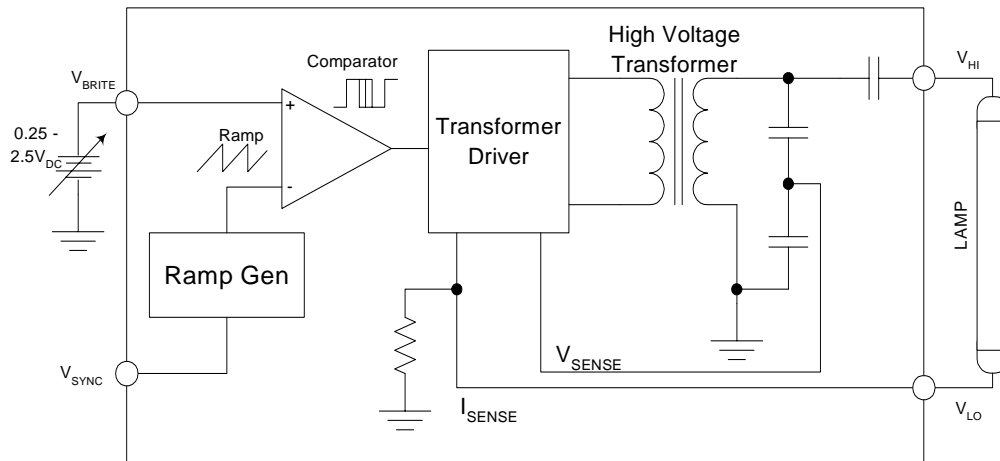 High Voltage
Transformer
V_HI
V_BRITE
Comparator
+
Transformer
Driver
Ramp
0.25 -
2.5V_DC
-
LAMP
Ramp Gen
V_SYNC
V_SENSE
I_SENSE
V_LO